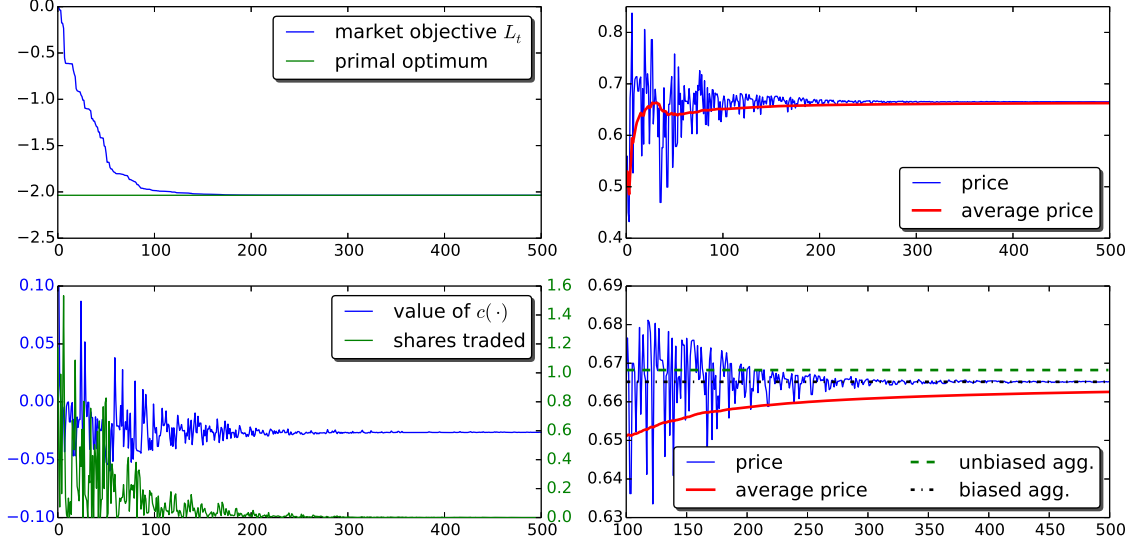 0.0
−0.5
−1.0
−1.5
−2.0
−2.5
0 100 200 300 400 500
market objective L_t
primal optimum
0.8
0.7
0.6
0.5
0.4
0 100 200 300 400 500
price
average price
0.10
0.05
0.00
−0.05
−0.10
1.6
1.4
1.2
1.0
0.8
0.6
0.4
0.2
0.0
0 100 200 300 400 500
value of c(·)
shares traded
0.69
0.68
0.67
0.66
0.65
0.64
0.63
100 150 200 250 300 350 400 450 500
price unbiased agg.
average price biased agg.